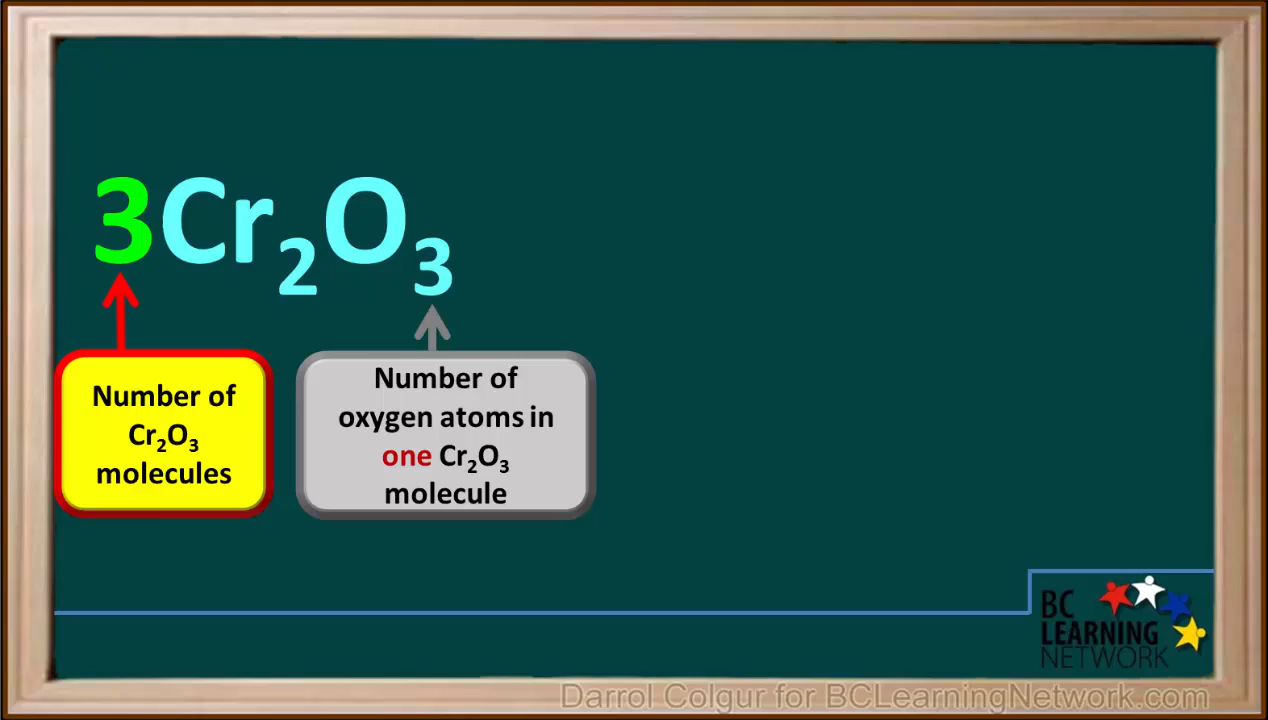 3Cr₂O₃
Number of
Cr₂O₃
molecules
Number of
oxygen atoms in
one Cr₂O₃
molecule
BC
LEARNING
NETWORK
Darrol Colgur for BCLearningNetwork.com